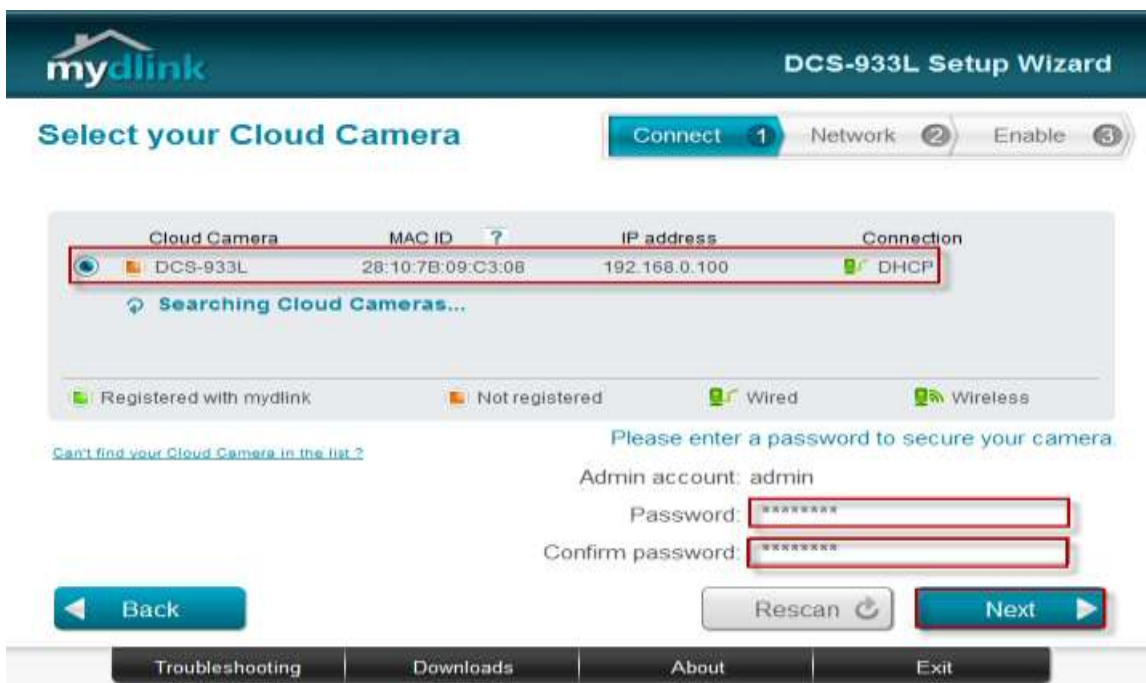 mydlink
DCS-933L Setup Wizard
Select your Cloud Camera
Connect 1 Network 2 Enable 3
Cloud Camera MAC ID ? IP address Connection
DCS-933L 28:10:7B:09:C3:08 192.168.0.100 DHCP
Searching Cloud Cameras...
Registered with mydlink Not registered Wired Wireless
Please enter a password to secure your camera.
Can't find your Cloud Camera in the list ?
Admin account: admin
Password: ********
Confirm password: ********
Back Rescan Next
Troubleshooting Downloads About Exit